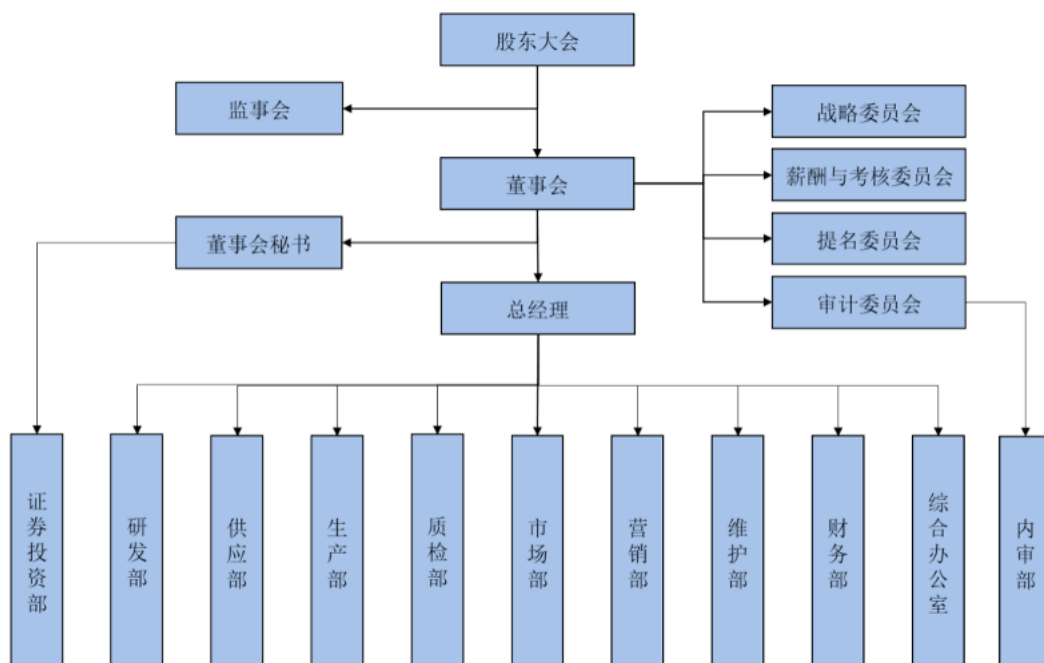 股东大会
监事会
战略委员会
薪酬与考核委员会
董事会
提名委员会
董事会秘书
审计委员会
总经理
证券投资部
研发部
供应部
生产部
质检部
市场部
营销部
维护部
财务部
综合办公室
内审部